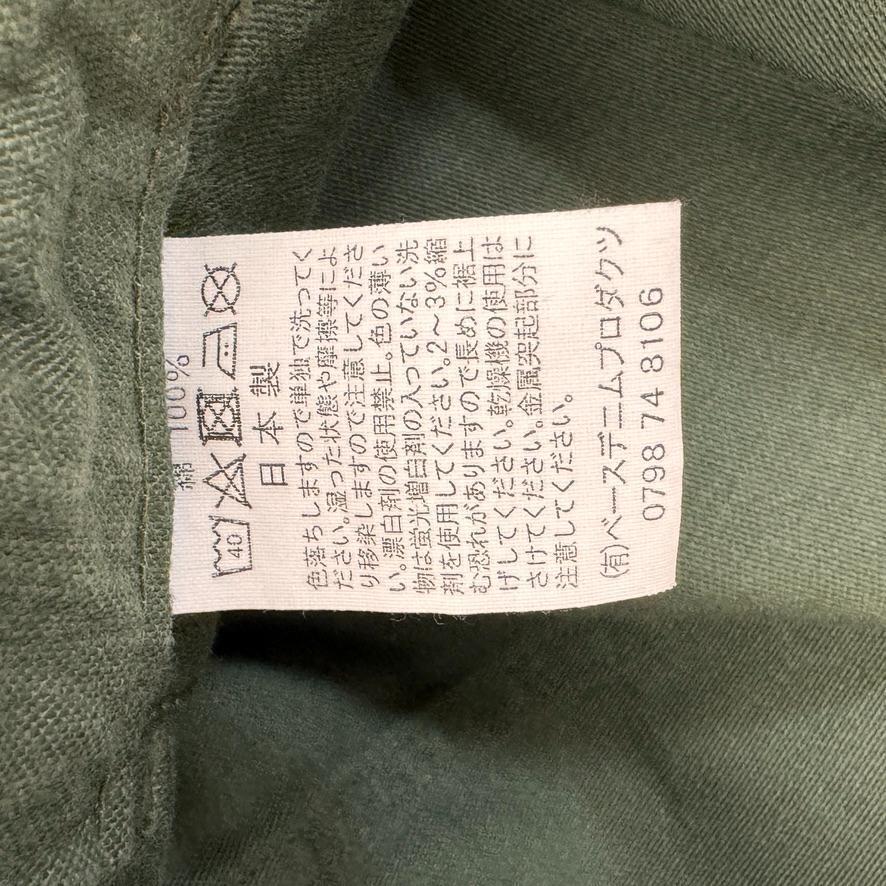 綿 100%
40
日本製
色落ちしますので単独で洗ってく
ださい。湿った状態や摩擦等によ
り移染しますので注意してくださ
い。漂白剤の使用禁止。色の薄い
物は蛍光増白剤の入っていない洗
剤を使用してください。2〜3%縮
む恐れがありますので長めに裾上
げしてください。乾燥機の使用は
さけてください。金属突起部分に
注意してください。
(有)ベースデニムプロダクツ
0798 74 8106